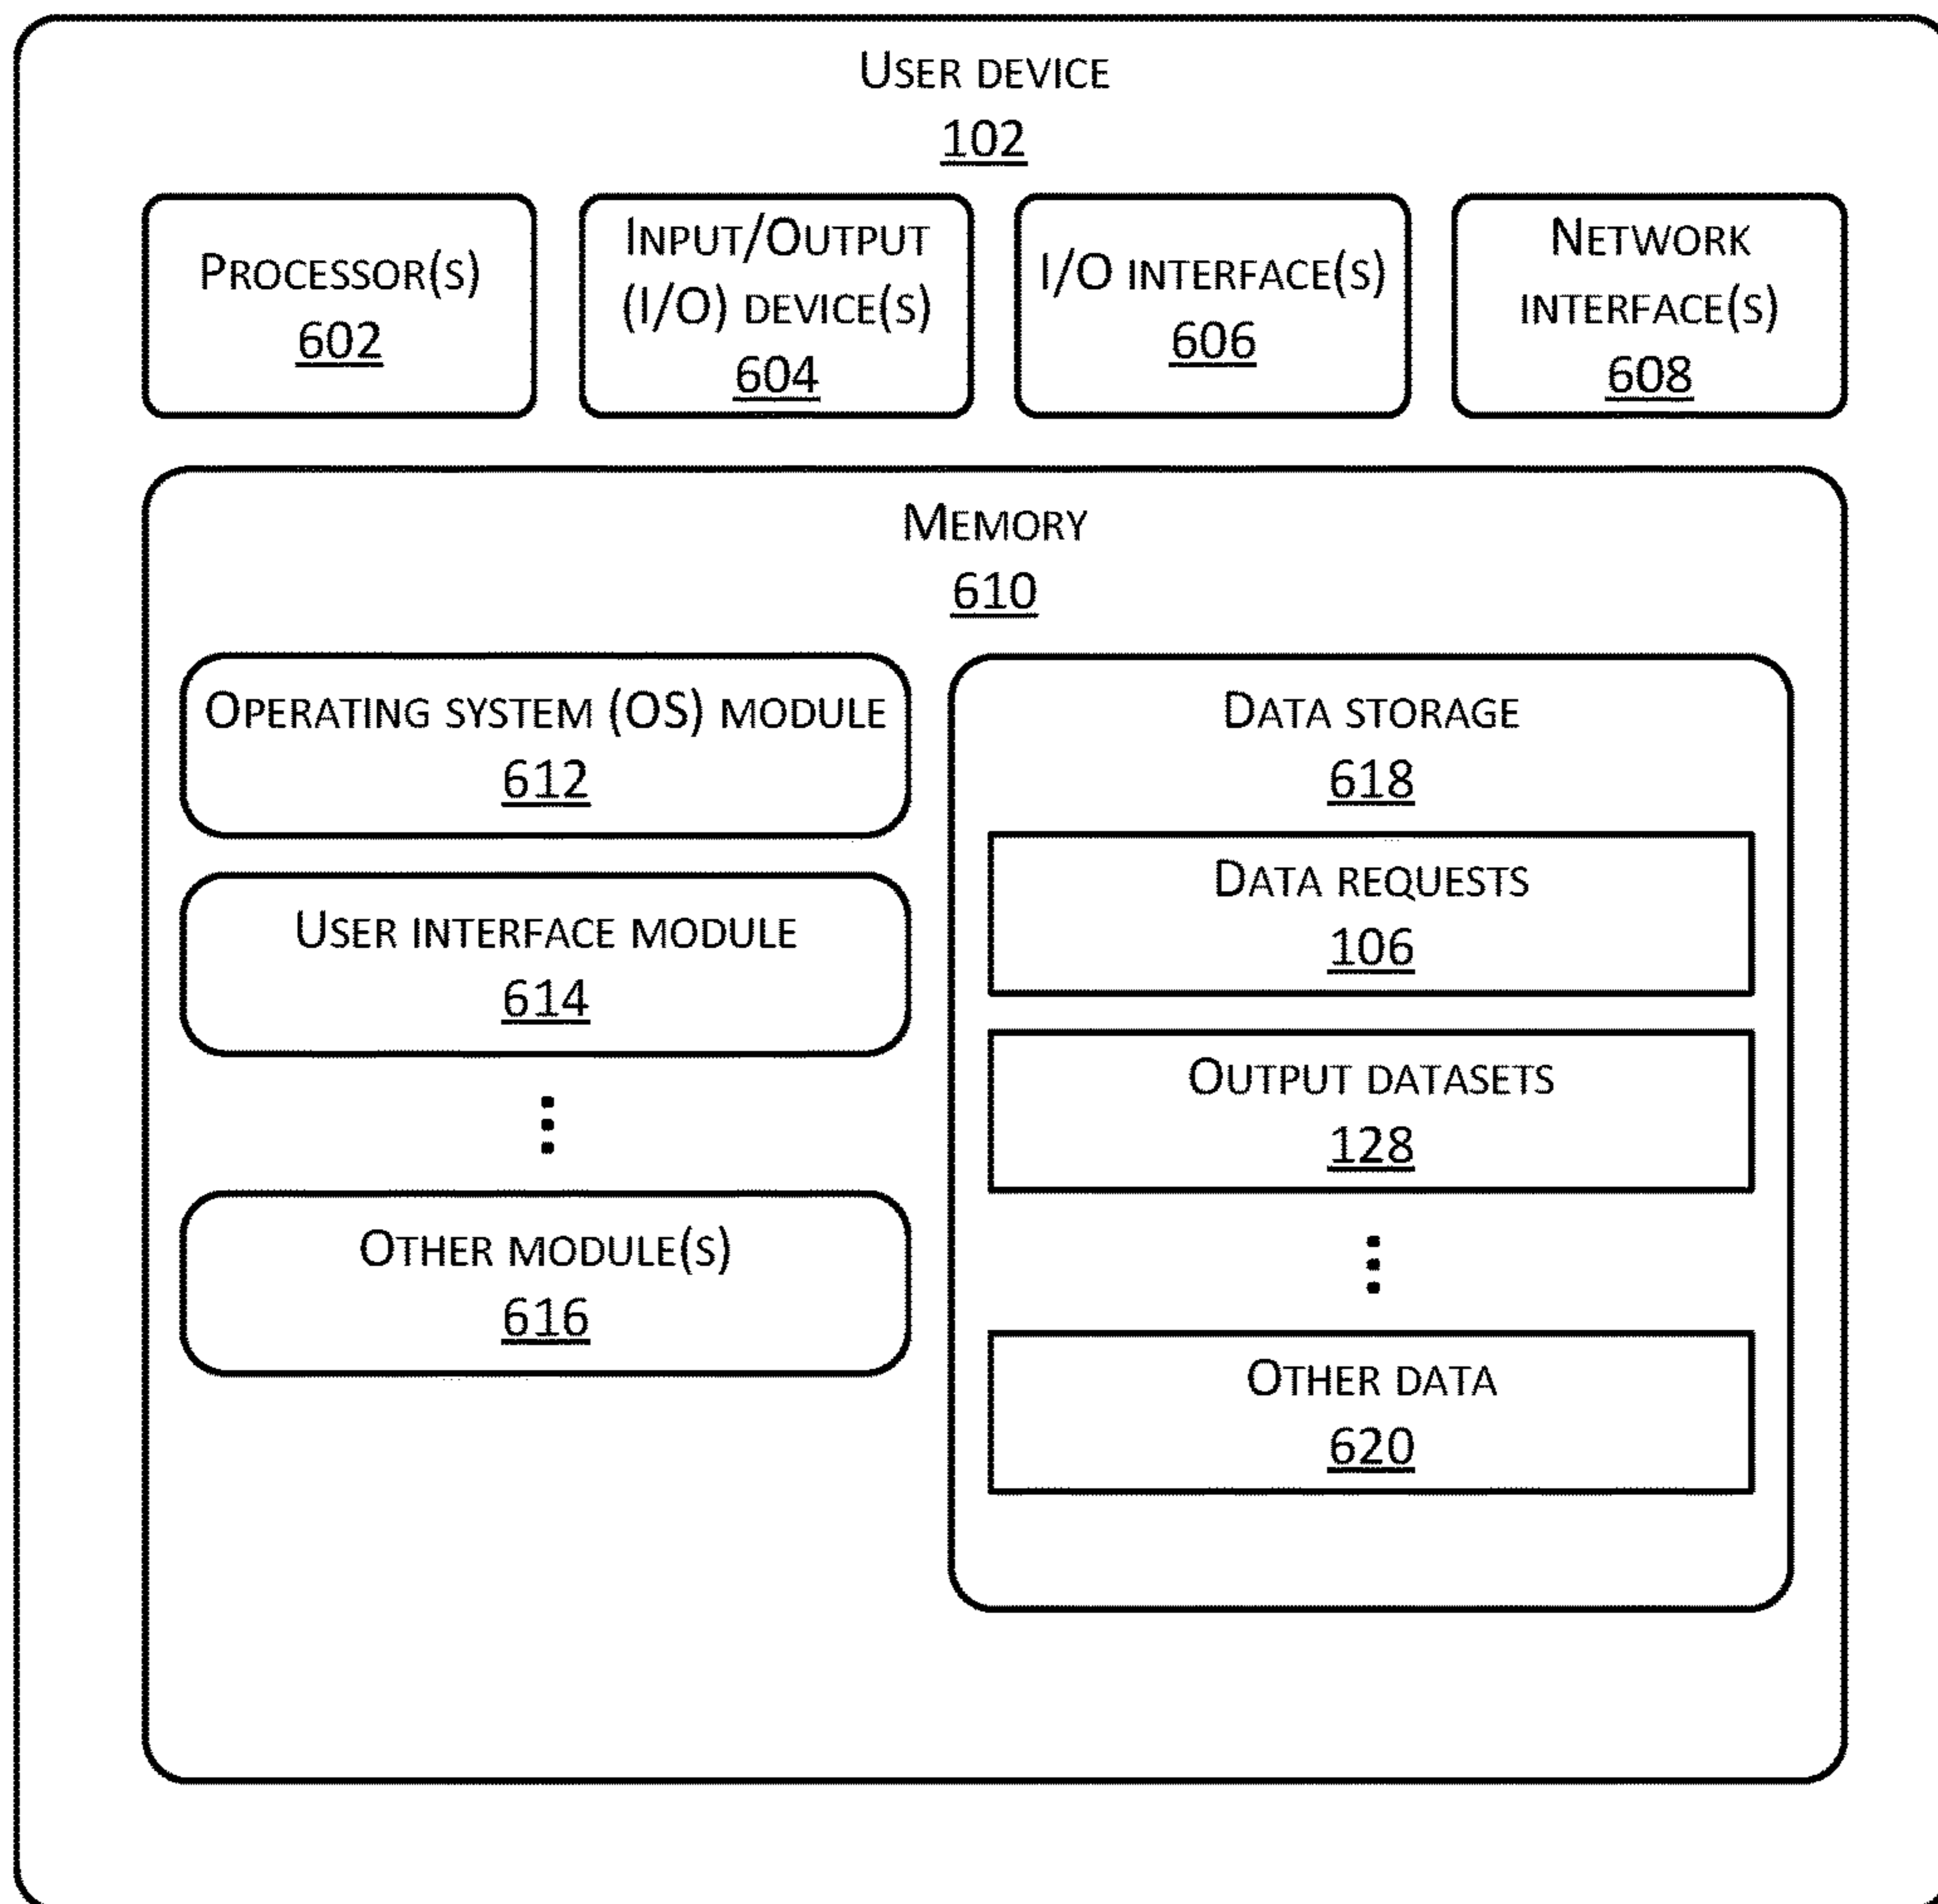 User device
102
Processor(s)
602
Input/Output
(I/O) device(s)
604
I/O interface(s)
606
Network
interface(s)
608
Memory
610
Operating system (OS) module
612
User interface module
614
Other module(s)
616
Data storage
618
Data requests
106
Output datasets
128
Other data
620